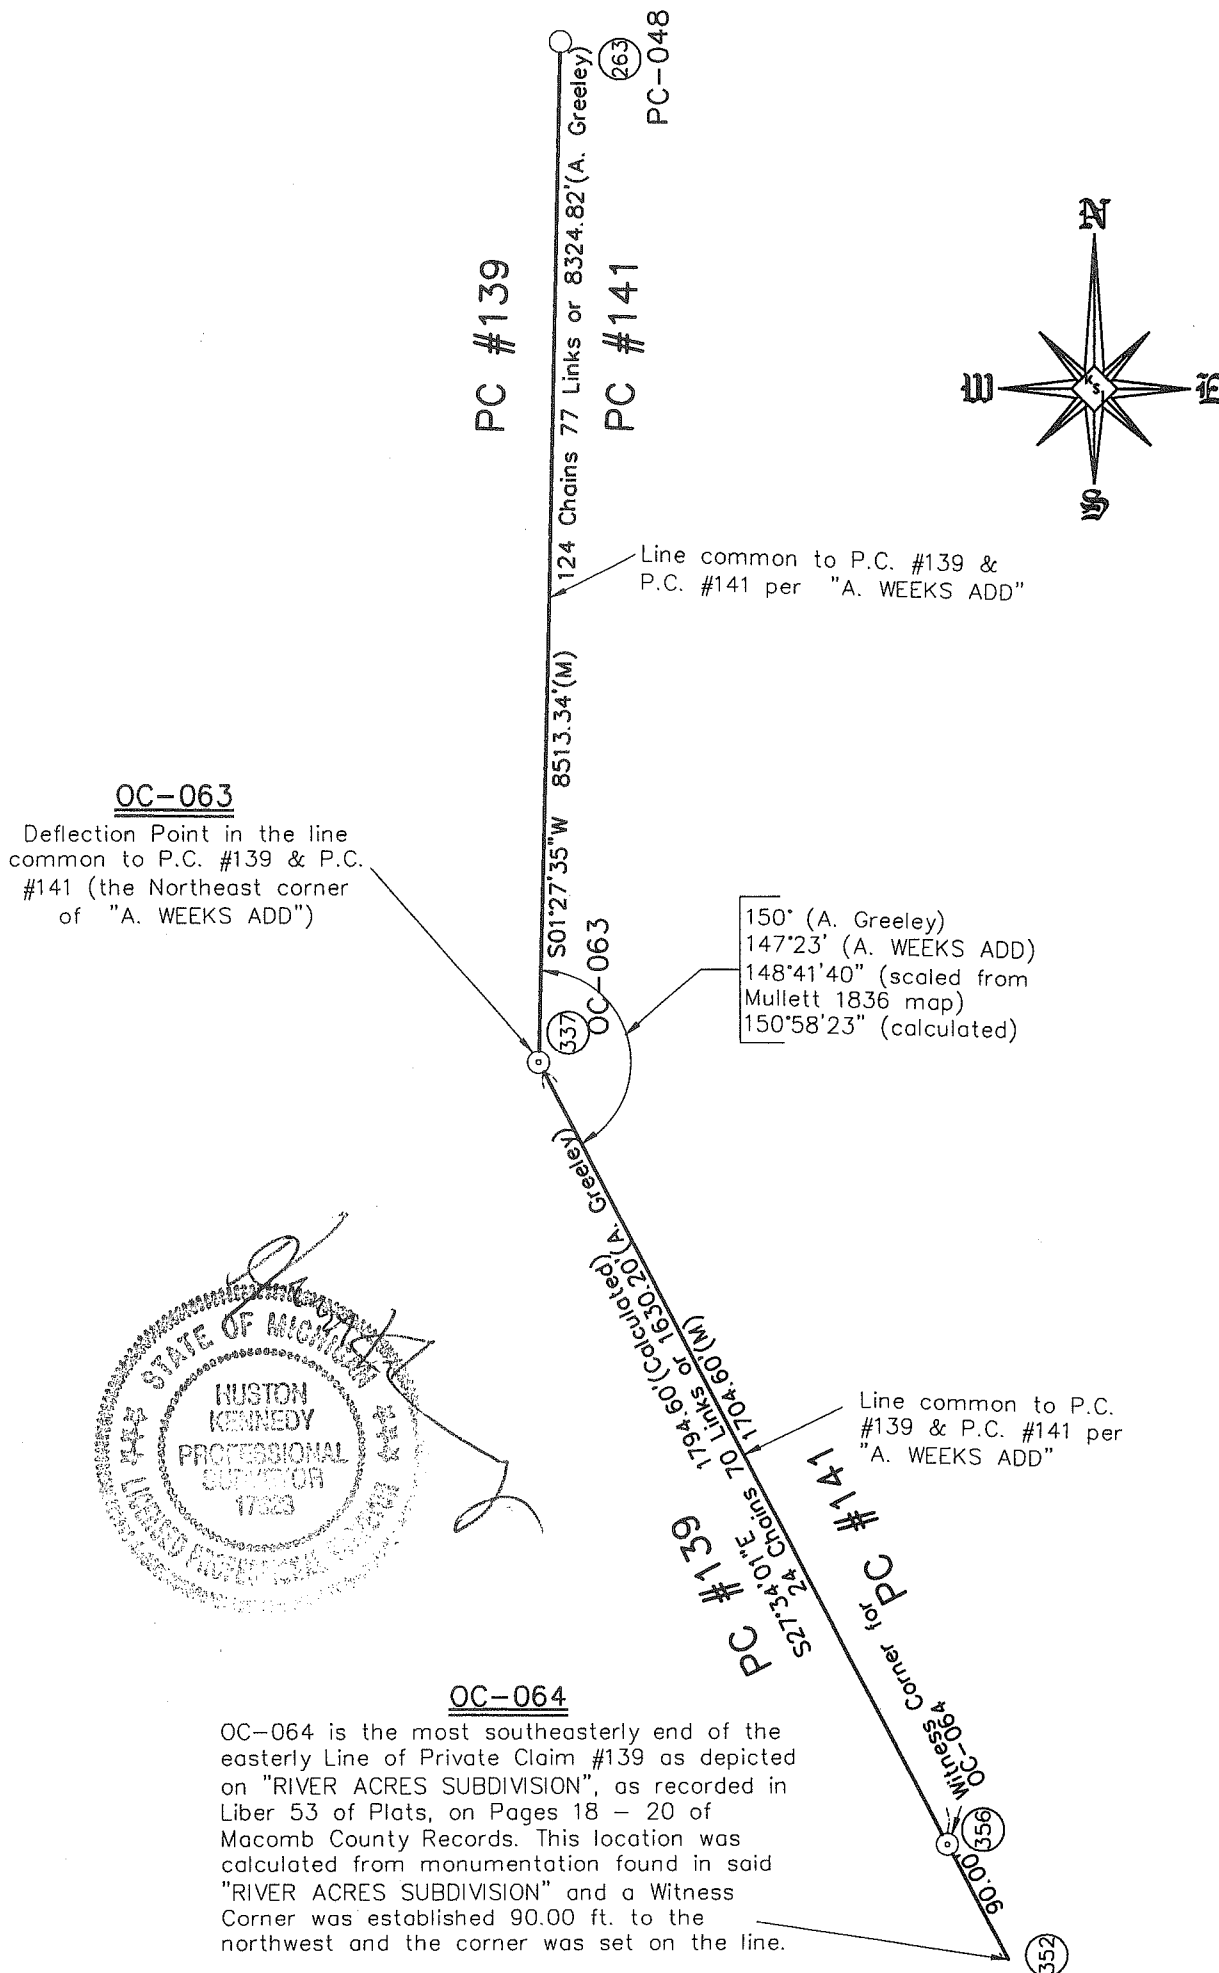 263
PC-048
124 Chains 77 Links or 8324.82'(A. Greeley)
PC #139
PC #141
N
W
E
S
K
S
I
Line common to P.C. #139 &
P.C. #141 per "A. WEEKS ADD"
S01°27'35"W 8513.34'(M)
OC-063
Deflection Point in the line
common to P.C. #139 & P.C.
#141 (the Northeast corner
of "A. WEEKS ADD")
337
OC-063
150° (A. Greeley)
147°23' (A. WEEKS ADD)
148°41'40" (scaled from
Mullett 1836 map)
150°58'23" (calculated)
1794.60'(Calculated)
24 Chains 70 Links or 1630.20'(A. Greeley)
S27°34'01"E 1704.60'(M)
STATE OF MICHIGAN
HUSTON
KENNEDY
PROFESSIONAL
SURVEYOR
LICENSED PROFESSIONAL SURVEYOR
Line common to P.C.
#139 & P.C. #141 per
"A. WEEKS ADD"
PC #139
PC #141
Witness Corner for
OC-064
356
90.00'
352
OC-064
OC-064 is the most southeasterly end of the
easterly Line of Private Claim #139 as depicted
on "RIVER ACRES SUBDIVISION", as recorded in
Liber 53 of Plats, on Pages 18 - 20 of
Macomb County Records. This location was
calculated from monumentation found in said
"RIVER ACRES SUBDIVISION" and a Witness
Corner was established 90.00 ft. to the
northwest and the corner was set on the line.